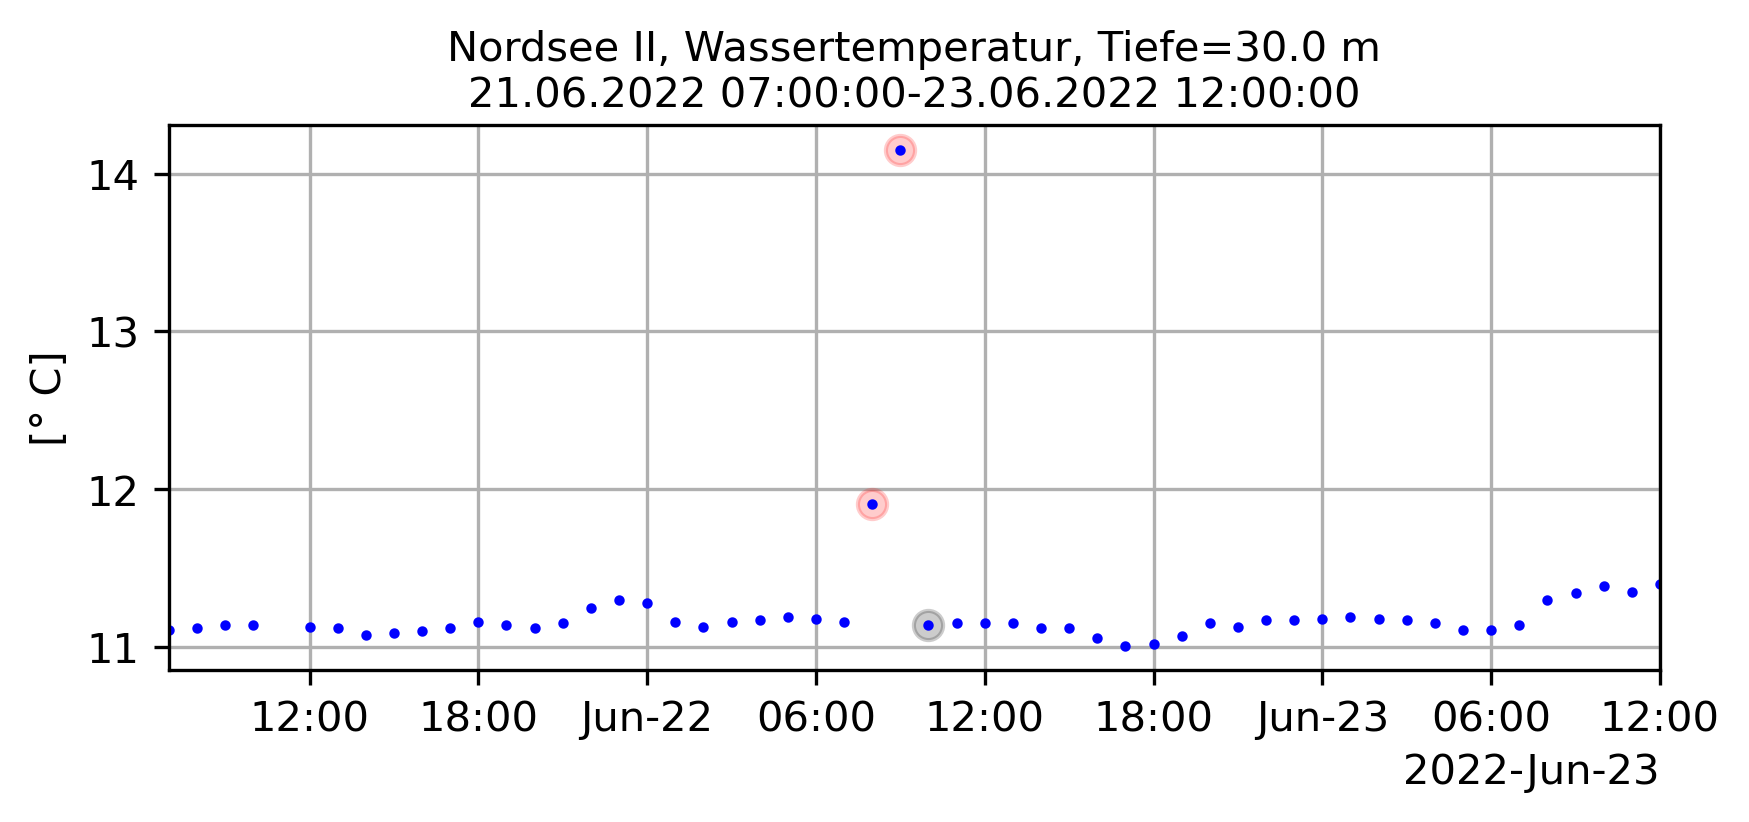 Nordsee II, Wassertemperatur, Tiefe=30.0 m
21.06.2022 07:00:00-23.06.2022 12:00:00
14
13
[° C]
12
11
12:00 18:00 Jun-22 06:00 12:00 18:00 Jun-23 06:00 12:00
2022-Jun-23